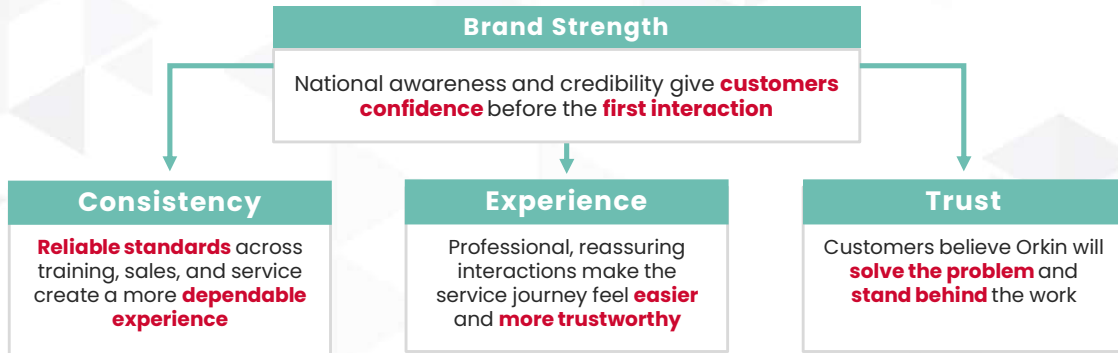 Brand Strength
National awareness and credibility give customers
confidence before the first interaction
Consistency
Reliable standards across
training, sales, and service
create a more dependable
experience
Experience
Professional, reassuring
interactions make the
service journey feel easier
and more trustworthy
Trust
Customers believe Orkin will
solve the problem and
stand behind the work